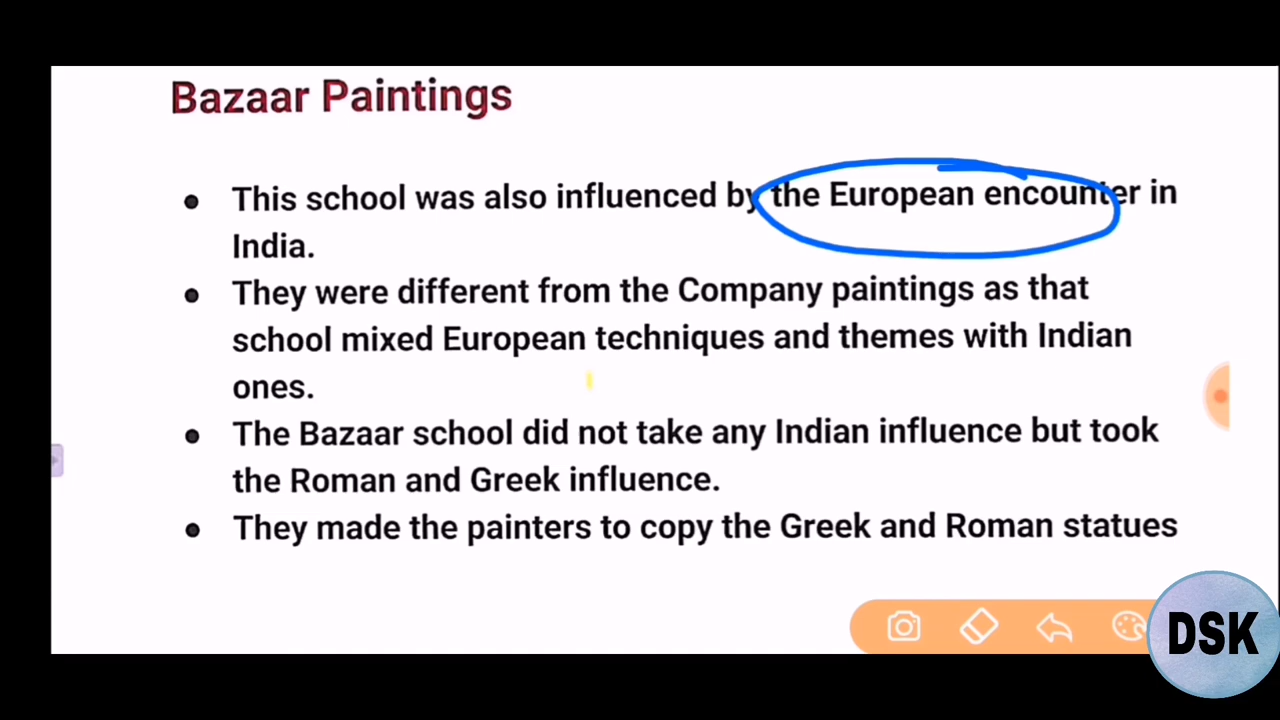 Bazaar Paintings
● This school was also influenced by the European encounter in
India.
● They were different from the Company paintings as that
school mixed European techniques and themes with Indian
ones.
● The Bazaar school did not take any Indian influence but took
the Roman and Greek influence.
● They made the painters to copy the Greek and Roman statues
DSK